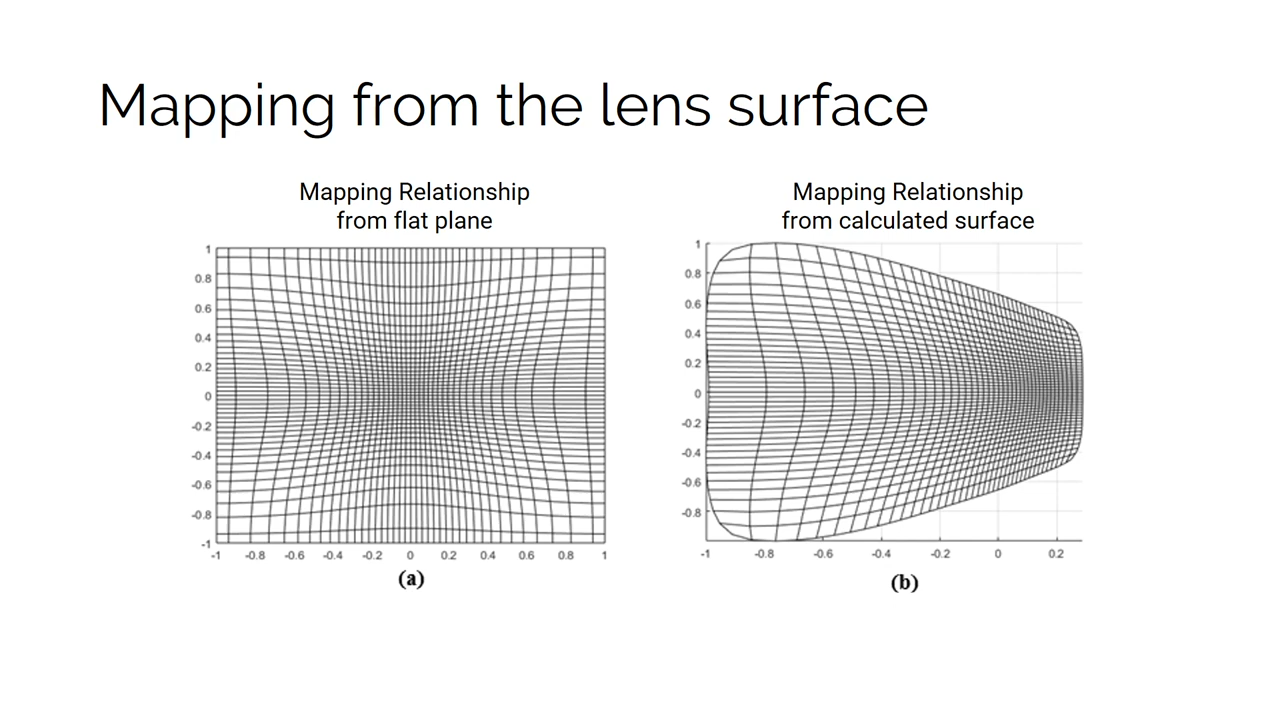 Mapping from the lens surface
Mapping Relationship
from flat plane
1
0.8
0.6
0.4
0.2
0
-0.2
-0.4
-0.6
-0.8
-1
-1 -0.8 -0.6 -0.4 -0.2 0 0.2 0.4 0.6 0.8 1
(a)
Mapping Relationship
from calculated surface
1
0.8
0.6
0.4
0.2
0
-0.2
-0.4
-0.6
-0.8
-1 -0.8 -0.6 -0.4 -0.2 0 0.2
(b)